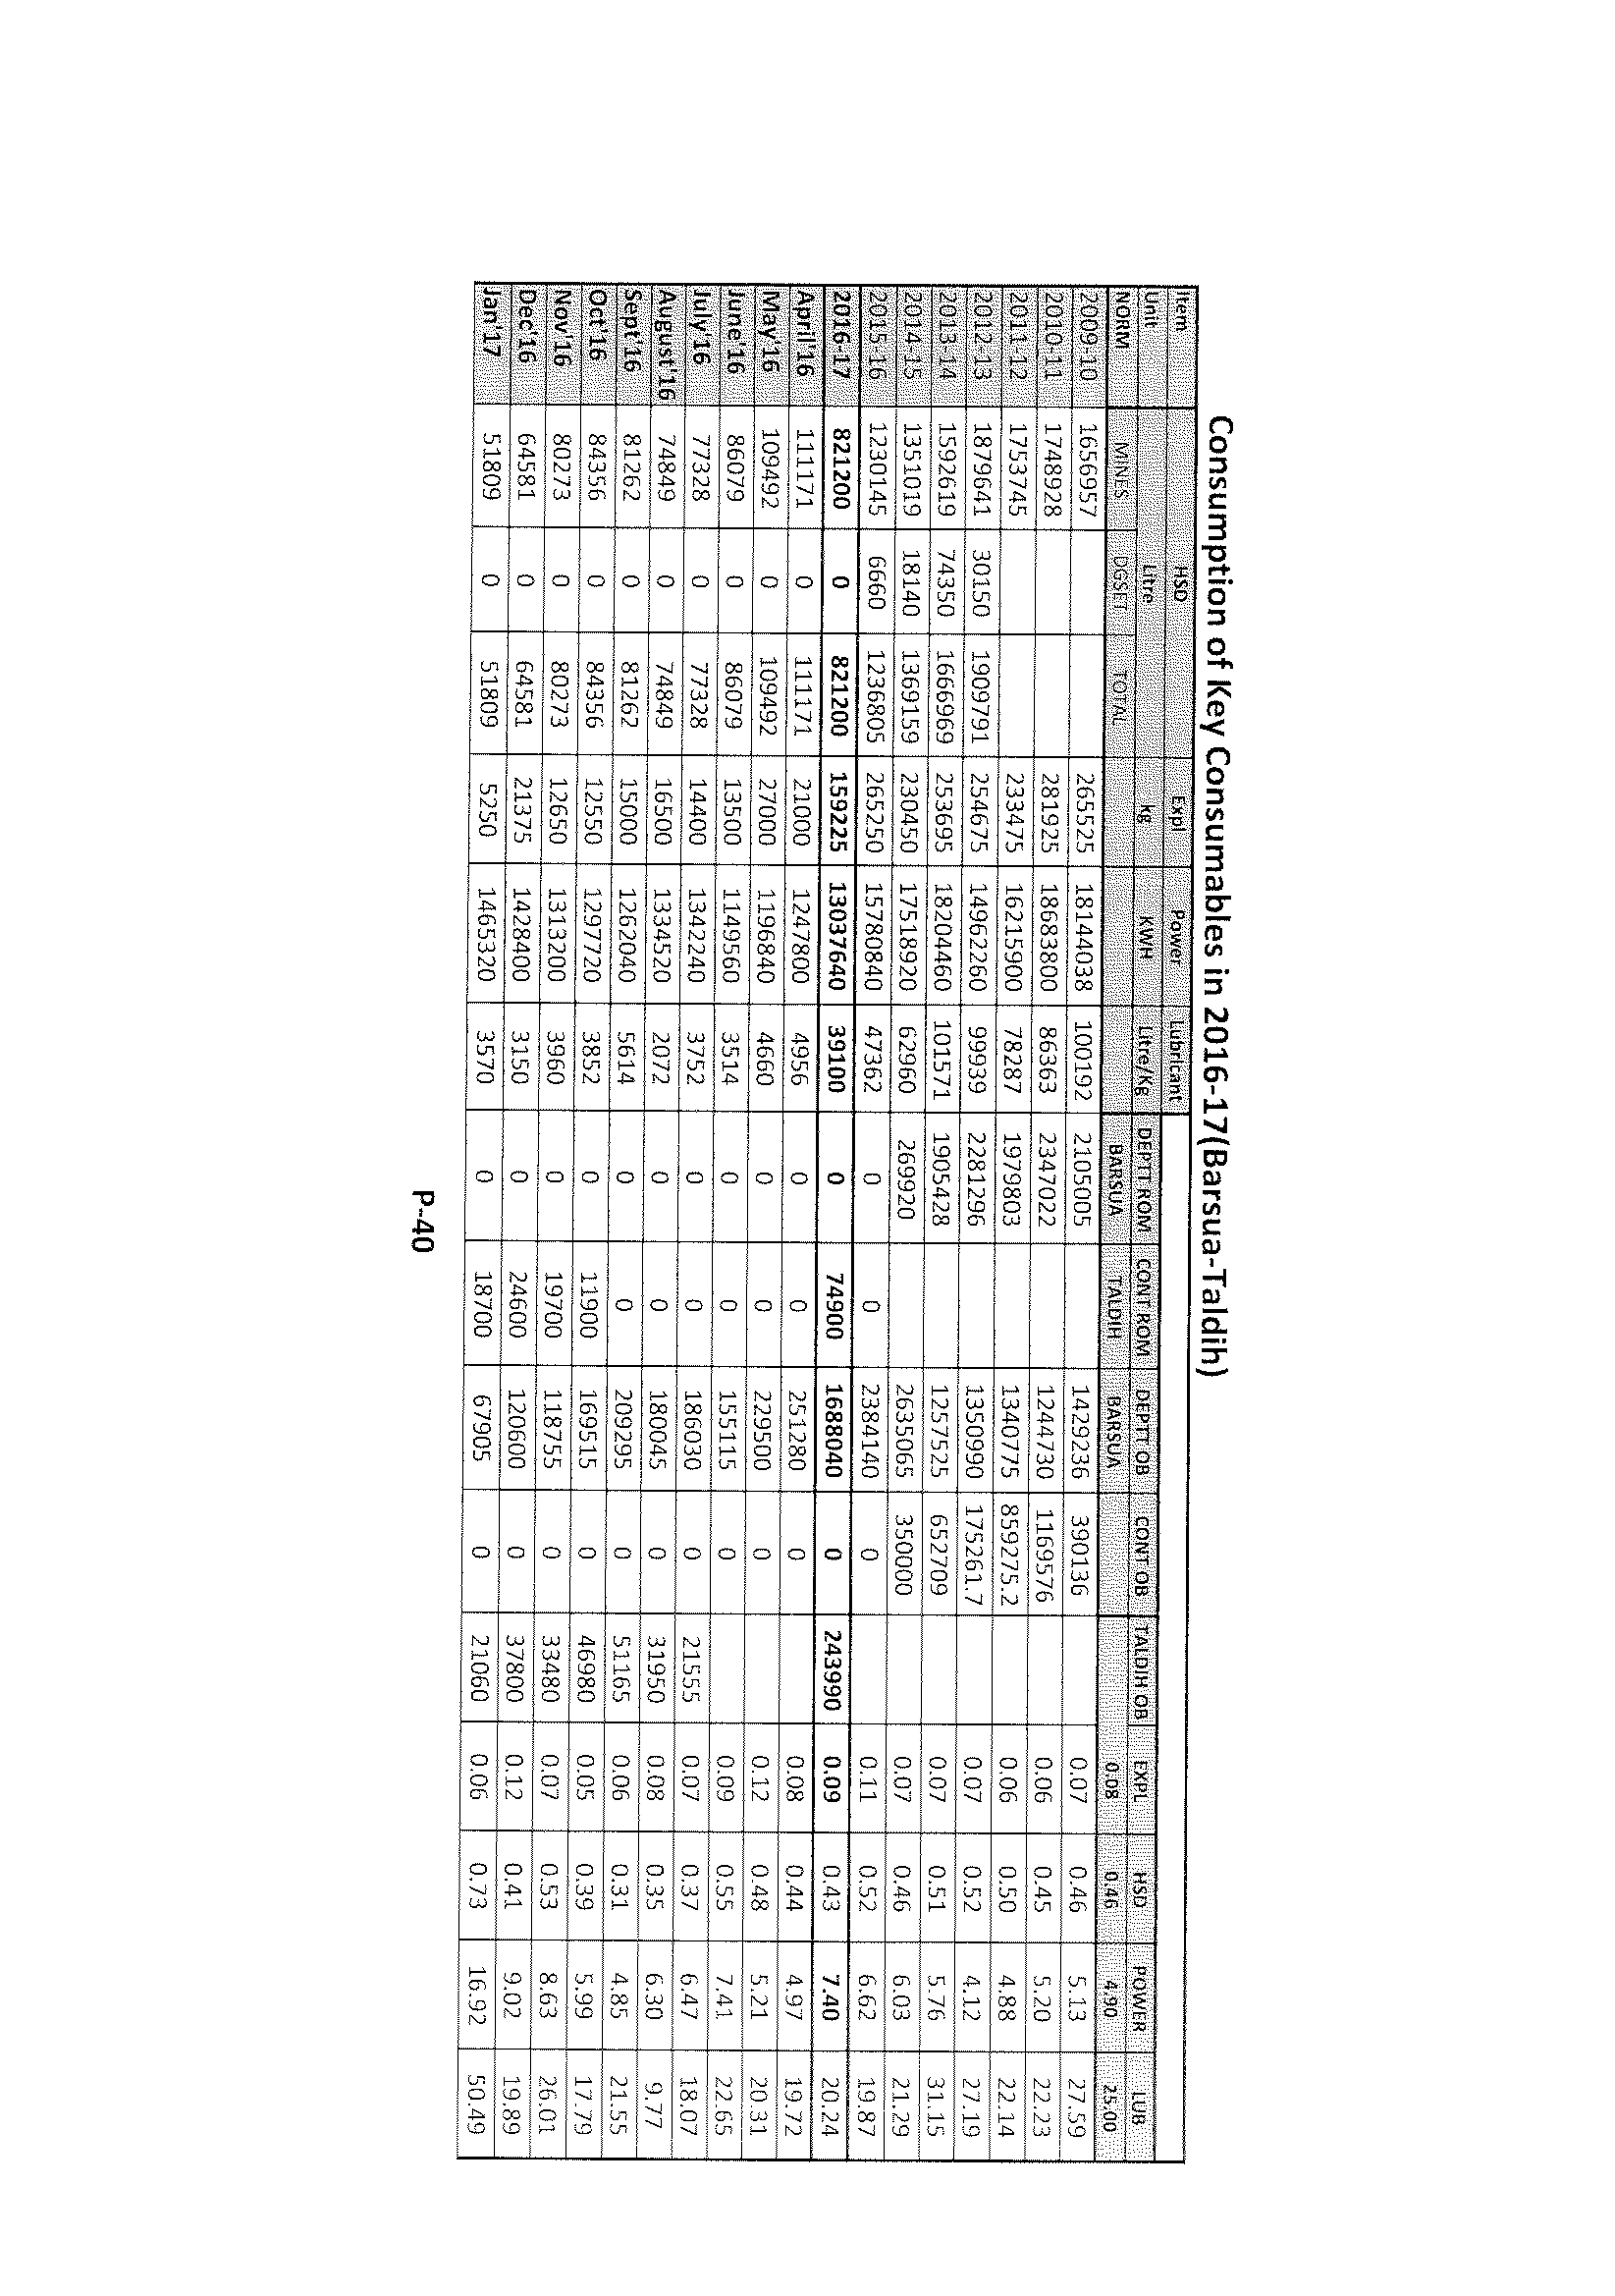 Consumption of Key Consumables in 2016-17(Barsua-Taldih)
Item HSD Expl Power Lubricant
Unit Litre kg KWH Litre/Kg DEPTT ROM CONT ROM DEPTT OB CONT OB TALDIH OB EXPL HSD POWER LUB
NORM MINES DGSET TOTAL BARSUA TALDIH BARSUA 0.08 0.46 4.90 25.00
2009-10 1656957 265525 18144038 100192 2105005 1429236 390136 0.07 0.46 5.13 27.59
2010-11 1748928 281925 18683800 86363 2347022 1244730 1169576 0.06 0.45 5.20 22.23
2011-12 1753745 233475 16215900 78287 1979803 1340775 859275.2 0.06 0.50 4.88 22.14
2012-13 1879641 30150 1909791 254675 14962260 99939 2281296 1350990 175261.7 0.07 0.52 4.12 27.19
2013-14 1592619 74350 1666969 253695 18204460 101571 1905428 1257525 652709 0.07 0.51 5.76 31.15
2014-15 1351019 18140 1369159 230450 17518920 62960 269920 2635065 350000 0.07 0.46 6.03 21.29
2015-16 1230145 6660 1236805 265250 15780840 47362 0 0 2384140 0 0.11 0.52 6.62 19.87
2016-17 821200 0 821200 159225 13037640 39100 0 74900 1688040 0 243990 0.09 0.43 7.40 20.24
April'16 111171 0 111171 21000 1247800 4956 0 0 251280 0 0.08 0.44 4.97 19.72
May'16 109492 0 109492 27000 1196840 4660 0 0 229500 0 0.12 0.48 5.21 20.31
June'16 86079 0 86079 13500 1149560 3514 0 0 155115 0 0.09 0.55 7.41 22.65
July'16 77328 0 77328 14400 1342240 3752 0 0 186030 0 21555 0.07 0.37 6.47 18.07
August'16 74849 0 74849 16500 1334520 2072 0 0 180045 0 31950 0.08 0.35 6.30 9.77
Sept'16 81262 0 81262 15000 1262040 5614 0 0 209295 0 51165 0.06 0.31 4.85 21.55
Oct'16 84356 0 84356 12550 1297720 3852 0 11900 169515 0 46980 0.05 0.39 5.99 17.79
Nov'16 80273 0 80273 12650 1313200 3960 0 19700 118755 0 33480 0.07 0.53 8.63 26.01
Dec'16 64581 0 64581 21375 1428400 3150 0 24600 120600 0 37800 0.12 0.41 9.02 19.89
Jan'17 51809 0 51809 5250 1465320 3570 0 18700 67905 0 21060 0.06 0.73 16.92 50.49
P-40